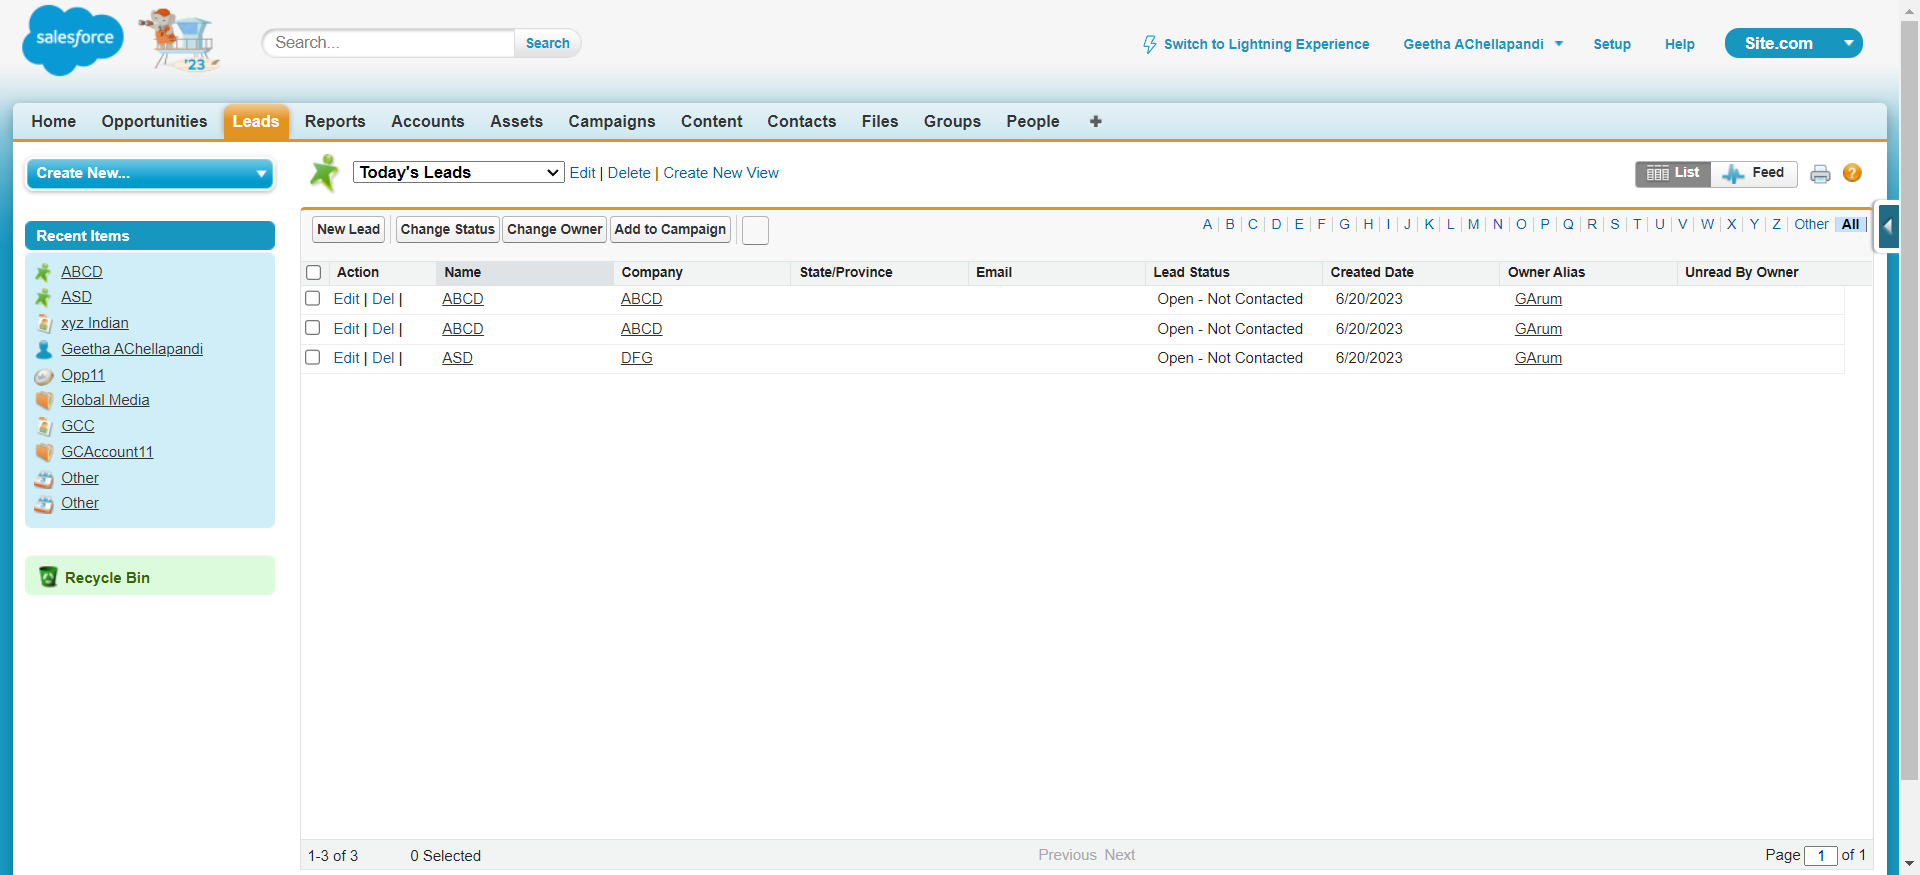 salesforce
'23
Search...
Search
Switch to Lightning Experience
Geetha AChellapandi
Setup
Help
Site.com
Home Opportunities Leads Reports Accounts Assets Campaigns Content Contacts Files Groups People +
Create New...
Today's Leads Edit | Delete | Create New View
List Feed ?
Recent Items
ABCD
ASD
xyz Indian
Geetha AChellapandi
Opp11
Global Media
GCC
GCAccount11
Other
Other
Recycle Bin
New Lead Change Status Change Owner Add to Campaign
A | B | C | D | E | F | G | H | I | J | K | L | M | N | O | P | Q | R | S | T | U | V | W | X | Y | Z | Other | All |
Action Name Company State/Province Email Lead Status Created Date Owner Alias Unread By Owner
Edit | Del | ABCD ABCD Open - Not Contacted 6/20/2023 GArum
Edit | Del | ABCD ABCD Open - Not Contacted 6/20/2023 GArum
Edit | Del | ASD DFG Open - Not Contacted 6/20/2023 GArum
1-3 of 3 0 Selected Previous Next Page 1 of 1